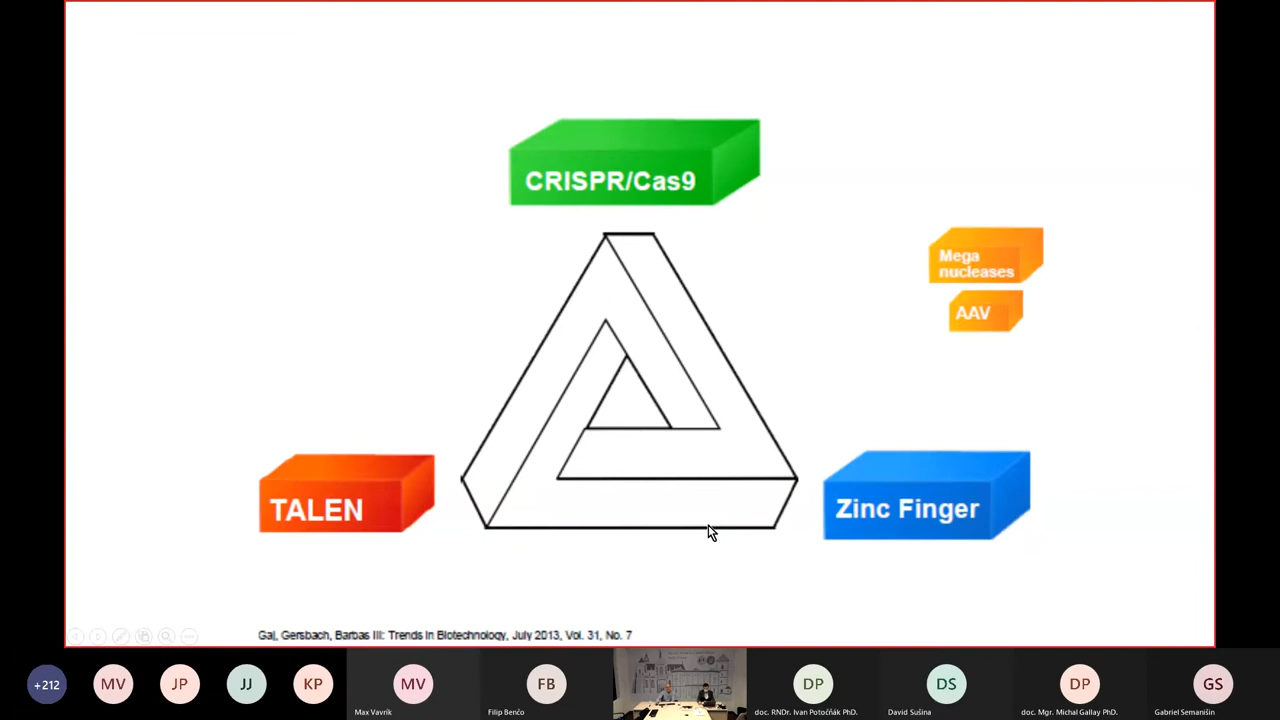 CRISPR/Cas9
Mega
nucleases
AAV
TALEN
Zinc Finger
Gaj, Gersbach, Barbas III: Trends in Biotechnology, July 2013, Vol. 31, No. 7
+212
MV
JP
JJ
KP
MV
FB
DP
DS
DP
GS
Max Vavrík
Filip Benčo
doc. RNDr. Ivan Potočňák PhD.
David Sušina
doc. Mgr. Michal Gallay PhD.
Gabriel Semanišin